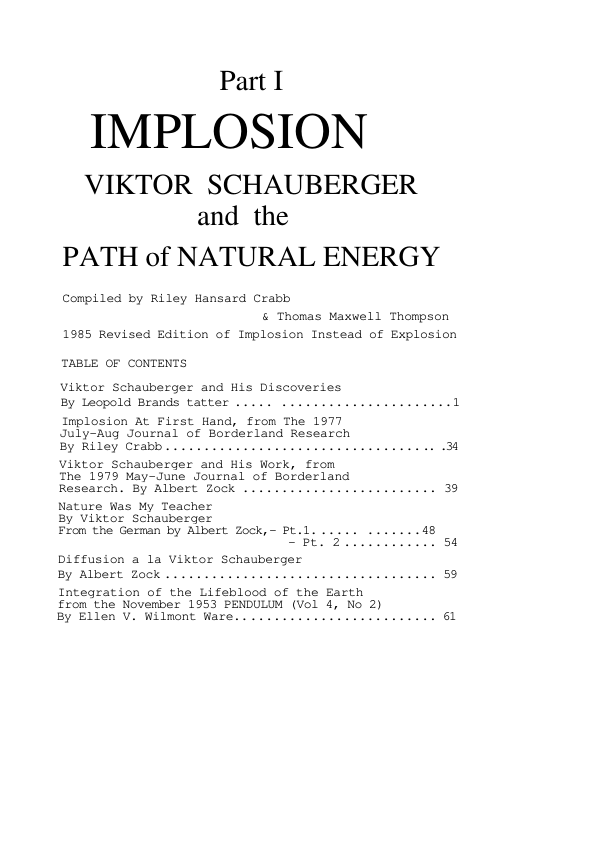 Part I
IMPLOSION
VIKTOR SCHAUBERGER
and the
PATH of NATURAL ENERGY
Compiled by Riley Hansard Crabb
& Thomas Maxwell Thompson
1985 Revised Edition of Implosion Instead of Explosion
TABLE OF CONTENTS
Viktor Schauberger and His Discoveries
By Leopold Brands tatter ..... ......................1
Implosion At First Hand, from The 1977
July-Aug Journal of Borderland Research
By Riley Crabb.................................. .34
Viktor Schauberger and His Work, from
The 1979 May-June Journal of Borderland
Research. By Albert Zock ........................ 39
Nature Was My Teacher
By Viktor Schauberger
From the German by Albert Zock,- Pt.1...... .......48
- Pt. 2 ............ 54
Diffusion a la Viktor Schauberger
By Albert Zock .................................. 59
Integration of the Lifeblood of the Earth
from the November 1953 PENDULUM (Vol 4, No 2)
By Ellen V. Wilmont Ware......................... 61